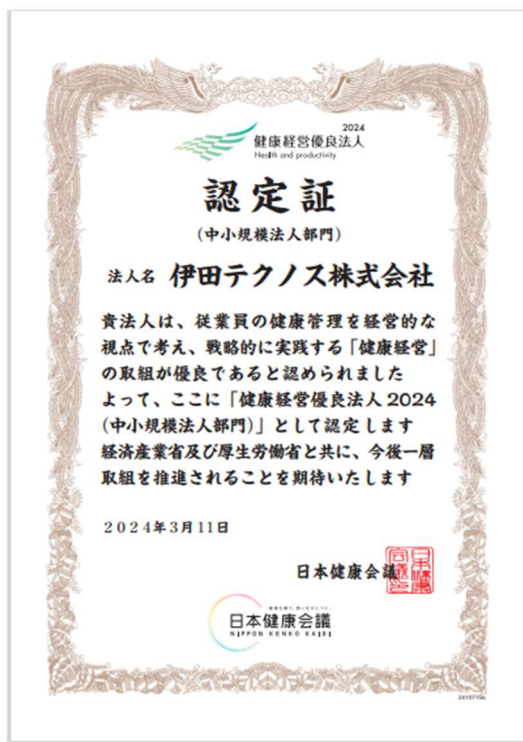 2024
健康経営優良法人
Health and productivity
認定証
(中小規模法人部門)
法人名 伊田テクノス株式会社
貴法人は、従業員の健康管理を経営的な
視点で考え、戦略的に実践する「健康経営」
の取組が優良であると認められました
よって、ここに「健康経営優良法人2024
(中小規模法人部門)」として認定します
経済産業省及び厚生労働省と共に、今後一層
取組を推進されることを期待いたします
2024年3月11日
日本健康会議
日本健康会議
NIPPON KENKO KAIGI